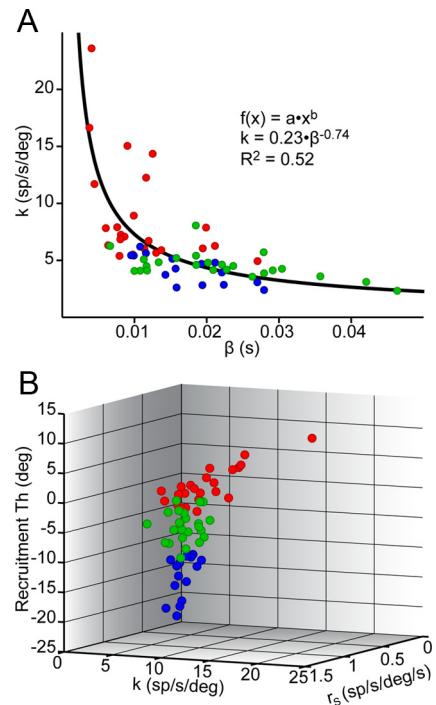 A
k (sp/s/deg)
20
15
10
5
f(x) = a•x^b
k = 0.23•β^-0.74
R² = 0.52
0.01 0.02 0.03 0.04
β (s)
B
Recruitment Th (deg)
15
10
5
0
-5
-10
-15
-20
-25
0 5 10 15 20 25
k (sp/s/deg)
1.5 1 0.5 0
rₛ (sp/s/deg/s)